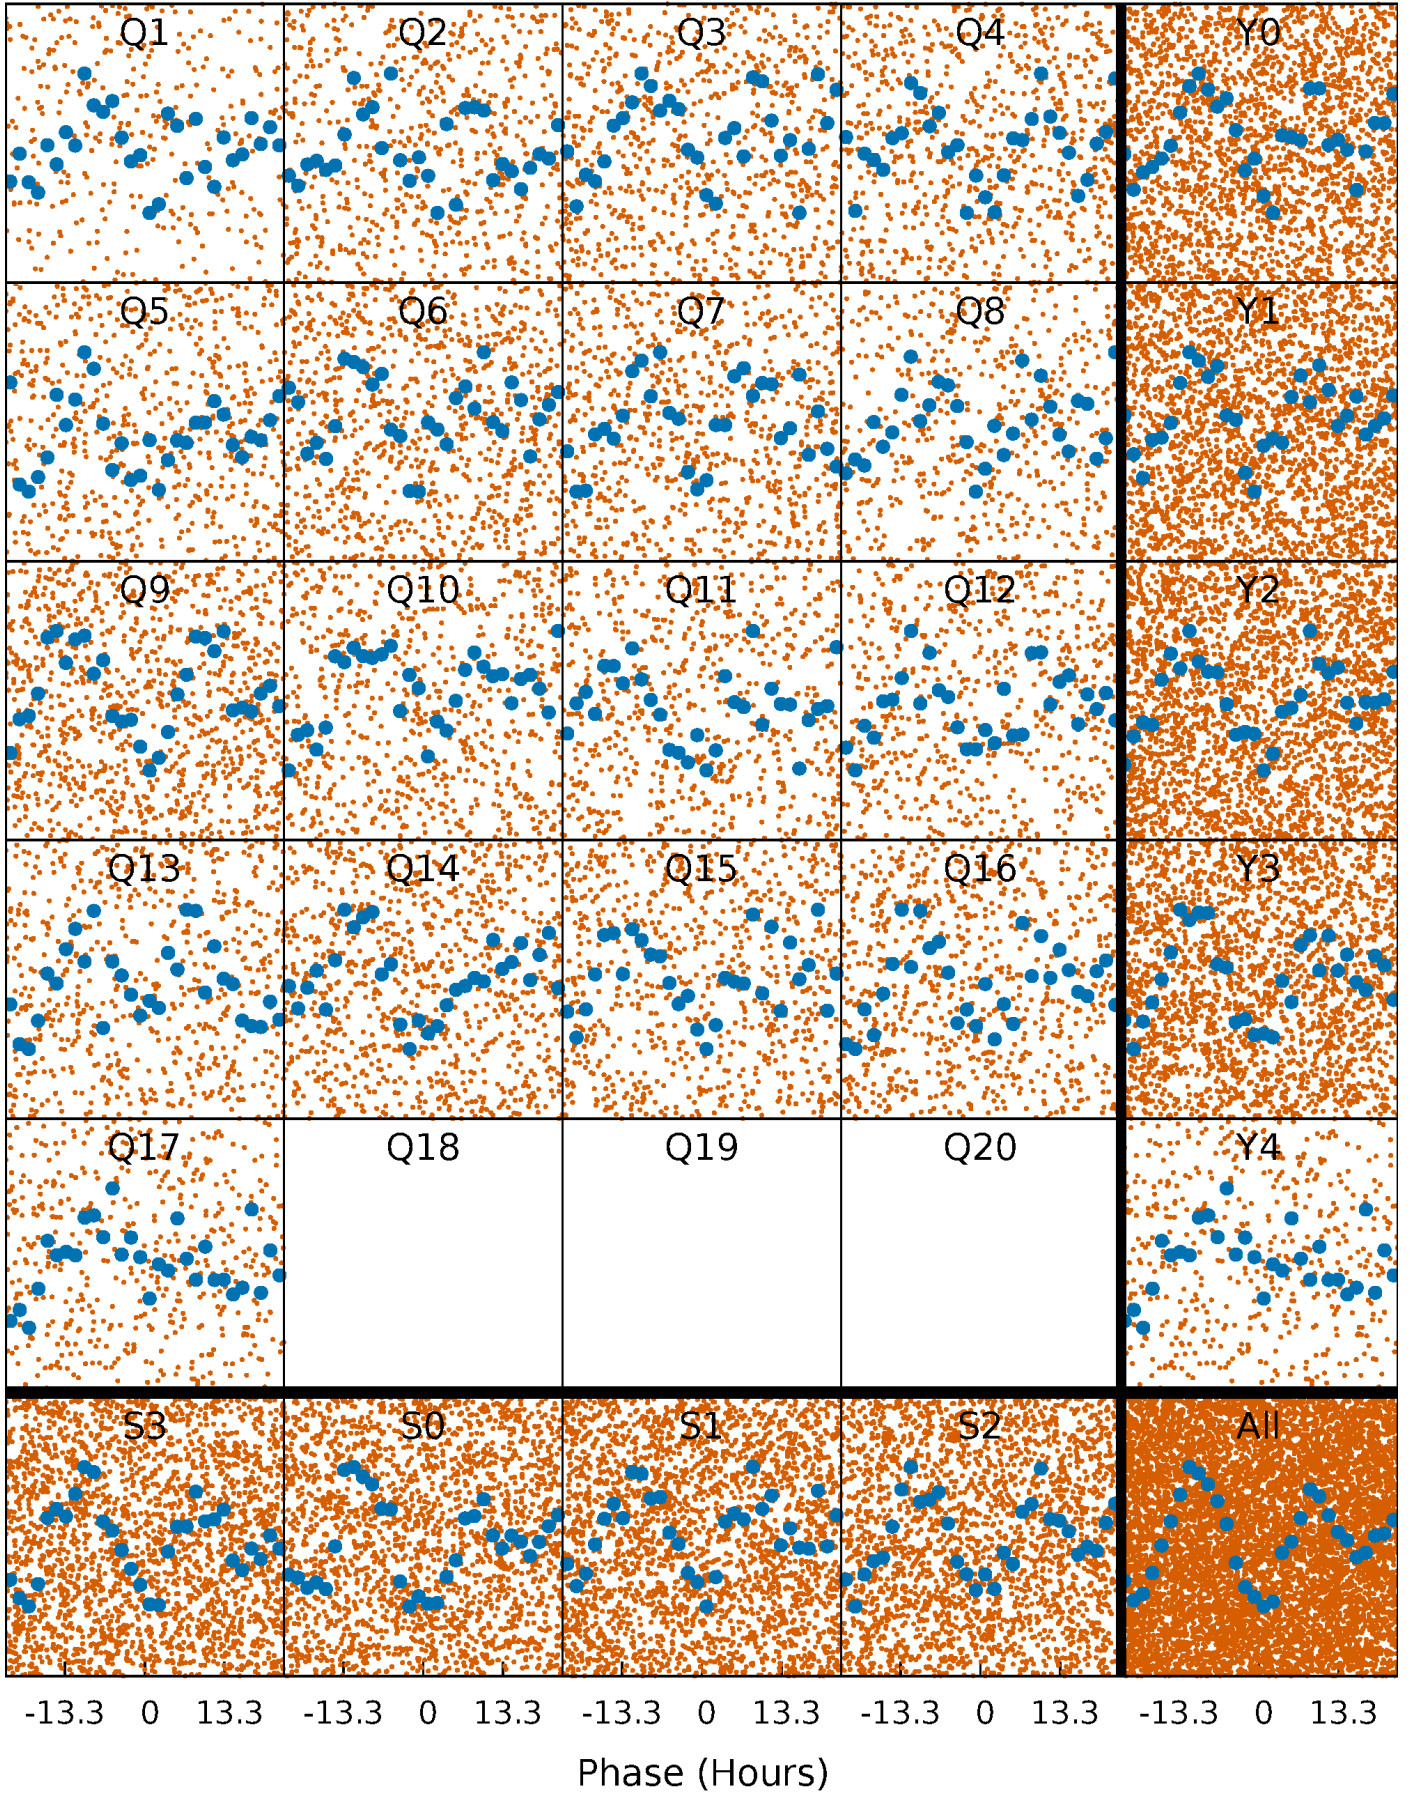 Q1 Q2 Q3 Q4 Y0
Q5 Q6 Q7 Q8 Y1
Q9 Q10 Q11 Q12 Y2
Q13 Q14 Q15 Q16 Y3
Q17 Q18 Q19 Q20 Y4
S3 S0 S1 S2 All
-13.3 0 13.3 -13.3 0 13.3 -13.3 0 13.3 -13.3 0 13.3 -13.3 0 13.3
Phase (Hours)